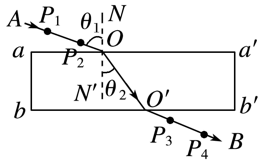 A P₁ θ₁ N
P₂ O
a a′
N′ θ₂ O′
b b′
P₃ P₄ B